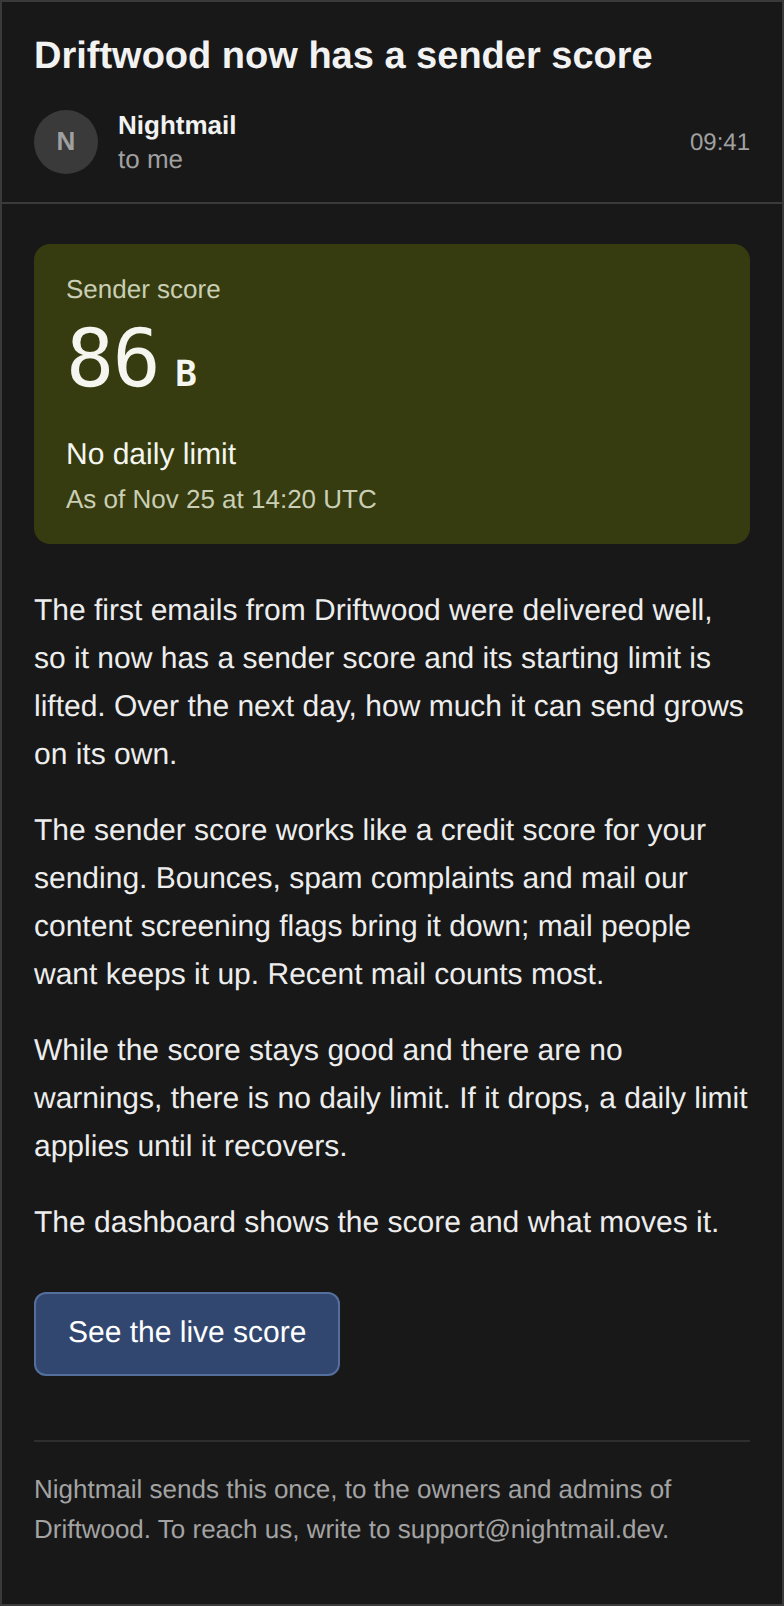 Driftwood now has a sender score
N
Nightmail
to me
09:41
Sender score
86 B
No daily limit
As of Nov 25 at 14:20 UTC
The first emails from Driftwood were delivered well,
so it now has a sender score and its starting limit is
lifted. Over the next day, how much it can send grows
on its own.
The sender score works like a credit score for your
sending. Bounces, spam complaints and mail our
content screening flags bring it down; mail people
want keeps it up. Recent mail counts most.
While the score stays good and there are no
warnings, there is no daily limit. If it drops, a daily limit
applies until it recovers.
The dashboard shows the score and what moves it.
See the live score
Nightmail sends this once, to the owners and admins of
Driftwood. To reach us, write to support@nightmail.dev.